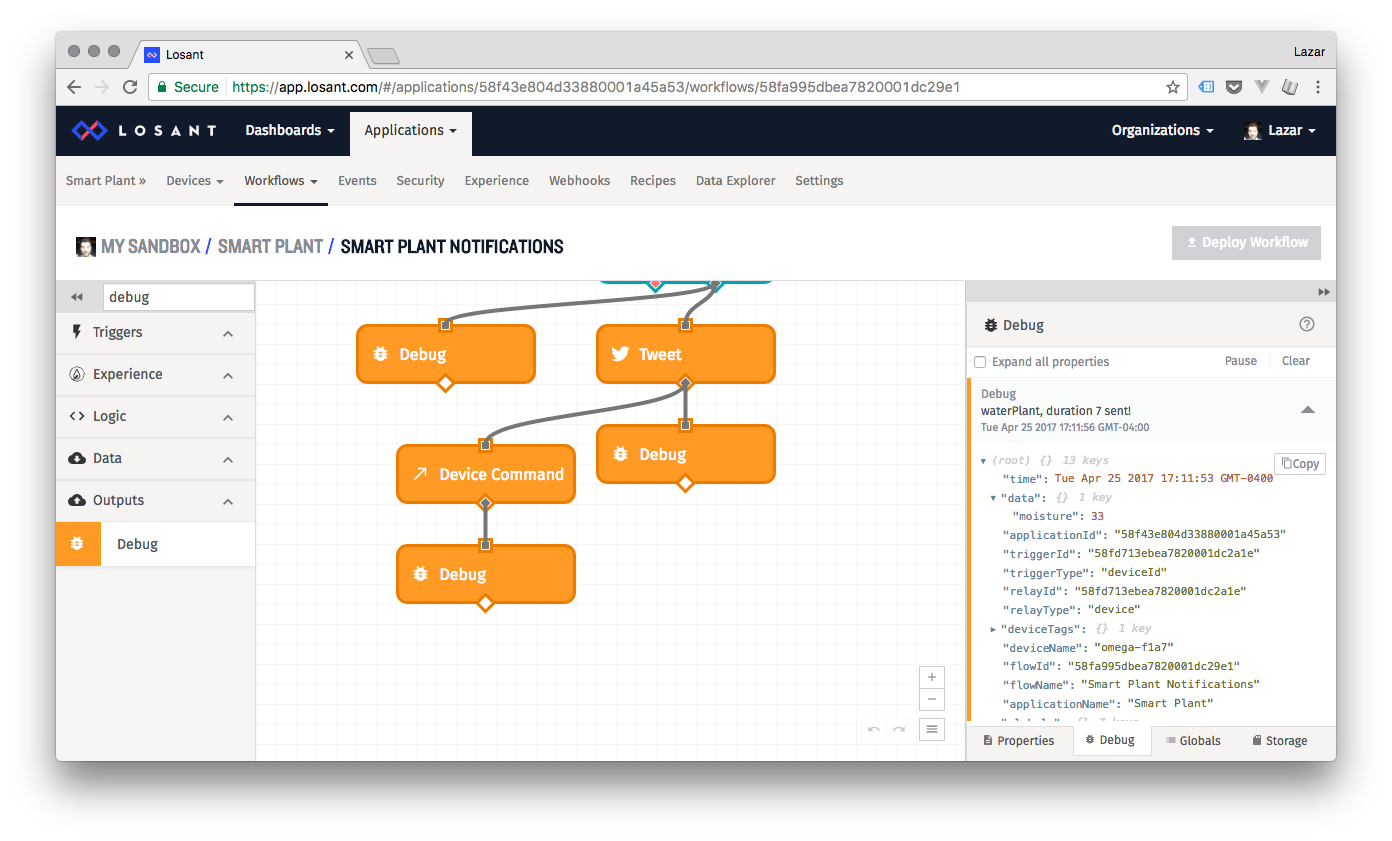 Losant
Lazar
Secure https://app.losant.com/#/applications/58f43e804d33880001a45a53/workflows/58fa995dbea7820001dc29e1
LOSANT Dashboards Applications Organizations Lazar
Smart Plant » Devices Workflows Events Security Experience Webhooks Recipes Data Explorer Settings
MY SANDBOX / SMART PLANT / SMART PLANT NOTIFICATIONS
Deploy Workflow
debug
Triggers
Experience
Logic
Data
Outputs
Debug
Debug
Tweet
Device Command
Debug
Debug
Debug
Expand all properties Pause Clear
Debug
waterPlant, duration 7 sent!
Tue Apr 25 2017 17:11:56 GMT-04:00
Copy
(root) {} 13 keys
"time": Tue Apr 25 2017 17:11:53 GMT-0400
"data": {} 1 key
"moisture": 33
"applicationId": "58f43e804d33880001a45a53"
"triggerId": "58fd713ebea7820001dc2a1e"
"triggerType": "deviceId"
"relayId": "58fd713ebea7820001dc2a1e"
"relayType": "device"
"deviceTags": {} 1 key
"deviceName": "omega-f1a7"
"flowId": "58fa995dbea7820001dc29e1"
"flowName": "Smart Plant Notifications"
"applicationName": "Smart Plant"
Properties Debug Globals Storage